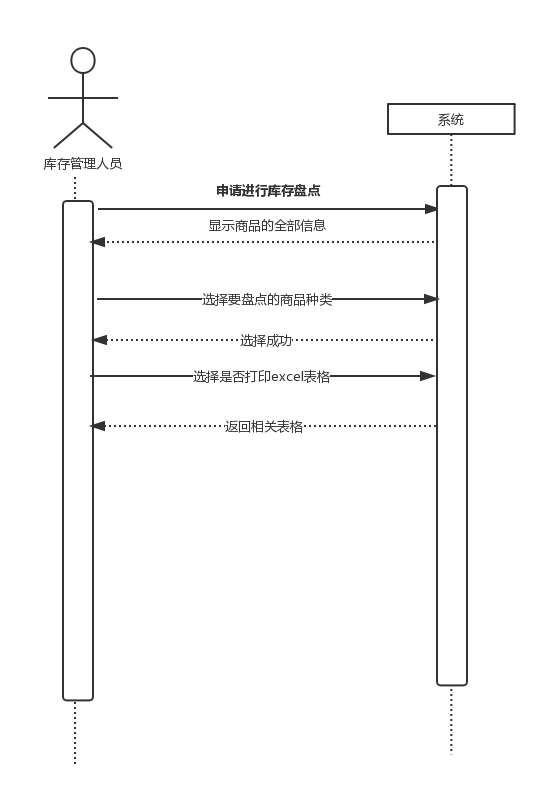 系统
库存管理人员
申请进行库存盘点
显示商品的全部信息
选择要盘点的商品种类
选择成功
选择是否打印excel表格
返回相关表格